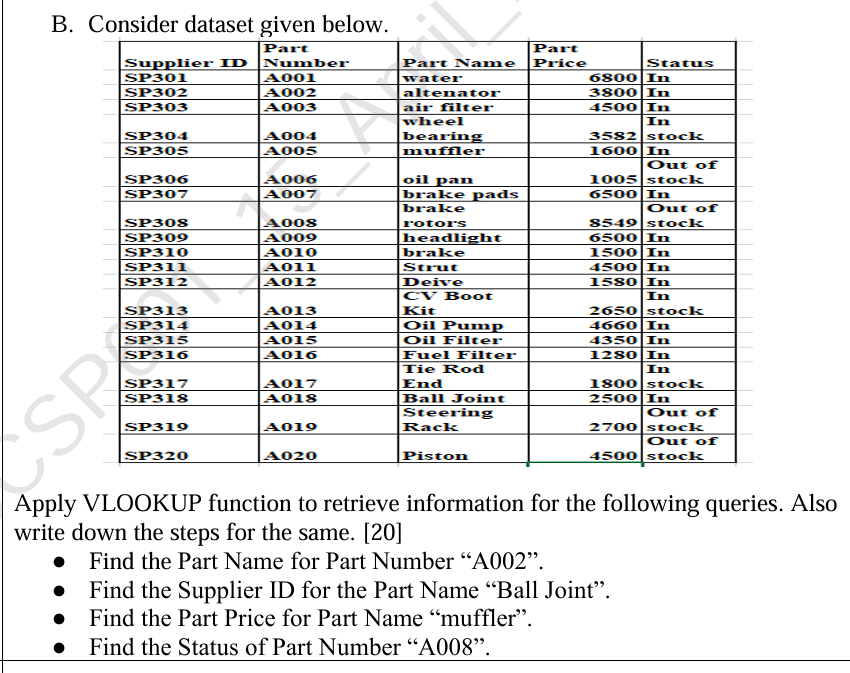 B. Consider dataset given below.
Supplier ID Part Number Part Name Part Price Status
SP301 A001 water 6800 In
SP302 A002 altenator 3800 In
SP303 A003 air filter 4500 In
SP304 A004 wheel bearing 3582 In stock
SP305 A005 muffler 1600 In
SP306 A006 oil pan 1005 Out of stock
SP307 A007 brake pads 6500 In
SP308 A008 brake rotors 8549 Out of stock
SP309 A009 headlight 6500 In
SP310 A010 brake 1500 In
SP311 A011 Strut 4500 In
SP312 A012 Deive 1580 In
SP313 A013 CV Boot Kit 2650 In stock
SP314 A014 Oil Pump 4660 In
SP315 A015 Oil Filter 4350 In
SP316 A016 Fuel Filter 1280 In
SP317 A017 Tie Rod End 1800 In stock
SP318 A018 Ball Joint 2500 In
SP319 A019 Steering Rack 2700 Out of stock
SP320 A020 Piston 4500 Out of stock
Apply VLOOKUP function to retrieve information for the following queries. Also
write down the steps for the same. [20]
● Find the Part Name for Part Number “A002”.
● Find the Supplier ID for the Part Name “Ball Joint”.
● Find the Part Price for Part Name “muffler”.
● Find the Status of Part Number “A008”.